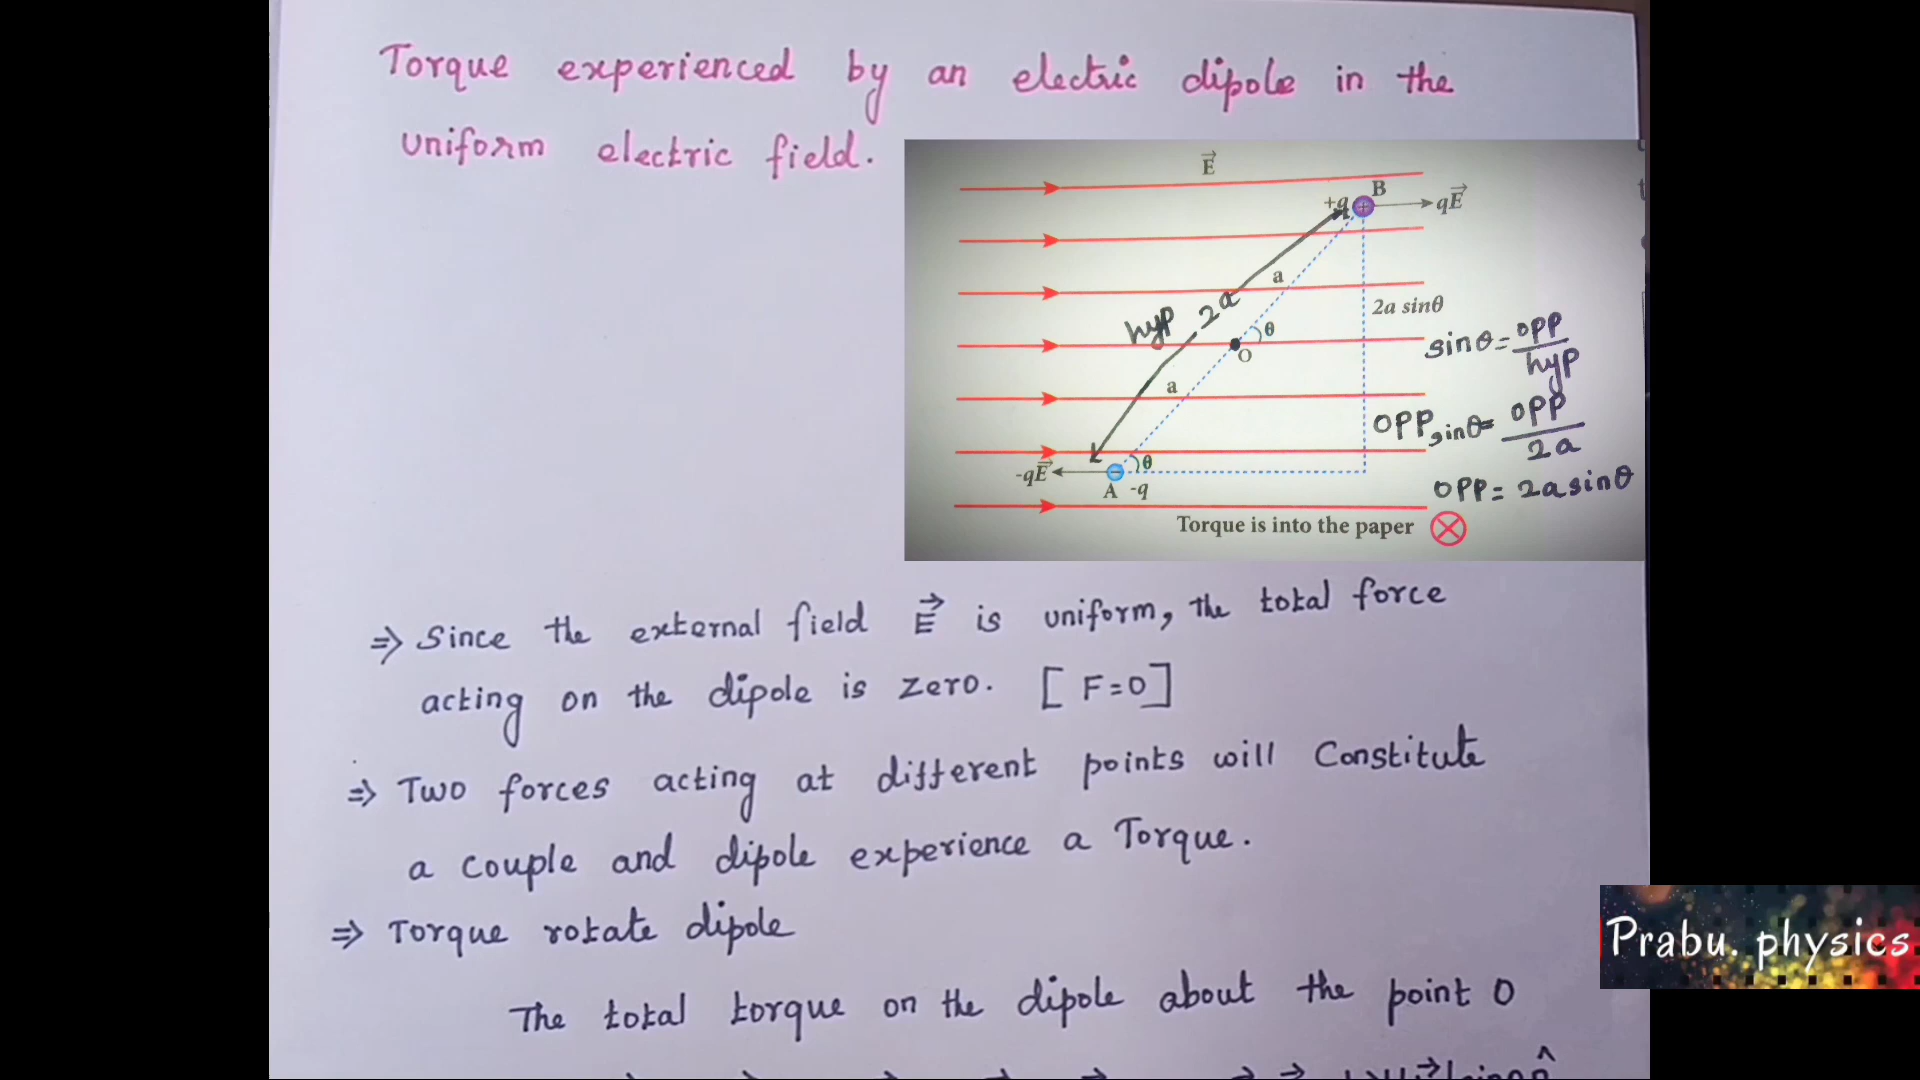 Torque experienced by an electric dipole in the
uniform electric field.
E⃗
+q
B
qE⃗
a
2a sinθ
hyp 2a
θ
O
a
sinθ = opp/hyp
opp
sinθ = opp/2a
opp = 2a sinθ
-qE⃗
θ
A -q
Torque is into the paper
⇒ Since the external field E⃗ is uniform, the total force
acting on the dipole is zero. [F=0]
⇒ Two forces acting at different points will Constitute
a couple and dipole experience a Torque.
⇒ Torque rotate dipole
The total torque on the dipole about the point O
Prabu. physics